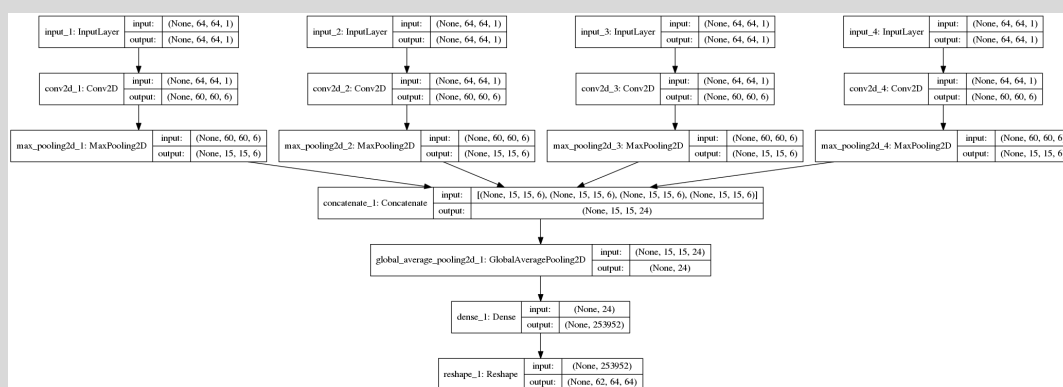 input_1: InputLayer input: (None, 64, 64, 1) output: (None, 64, 64, 1)
input_2: InputLayer input: (None, 64, 64, 1) output: (None, 64, 64, 1)
input_3: InputLayer input: (None, 64, 64, 1) output: (None, 64, 64, 1)
input_4: InputLayer input: (None, 64, 64, 1) output: (None, 64, 64, 1)
conv2d_1: Conv2D input: (None, 64, 64, 1) output: (None, 60, 60, 6)
conv2d_2: Conv2D input: (None, 64, 64, 1) output: (None, 60, 60, 6)
conv2d_3: Conv2D input: (None, 64, 64, 1) output: (None, 60, 60, 6)
conv2d_4: Conv2D input: (None, 64, 64, 1) output: (None, 60, 60, 6)
max_pooling2d_1: MaxPooling2D input: (None, 60, 60, 6) output: (None, 15, 15, 6)
max_pooling2d_2: MaxPooling2D input: (None, 60, 60, 6) output: (None, 15, 15, 6)
max_pooling2d_3: MaxPooling2D input: (None, 60, 60, 6) output: (None, 15, 15, 6)
max_pooling2d_4: MaxPooling2D input: (None, 60, 60, 6) output: (None, 15, 15, 6)
concatenate_1: Concatenate input: [(None, 15, 15, 6), (None, 15, 15, 6), (None, 15, 15, 6), (None, 15, 15, 6)] output: (None, 15, 15, 24)
global_average_pooling2d_1: GlobalAveragePooling2D input: (None, 15, 15, 24) output: (None, 24)
dense_1: Dense input: (None, 24) output: (None, 253952)
reshape_1: Reshape input: (None, 253952) output: (None, 62, 64, 64)